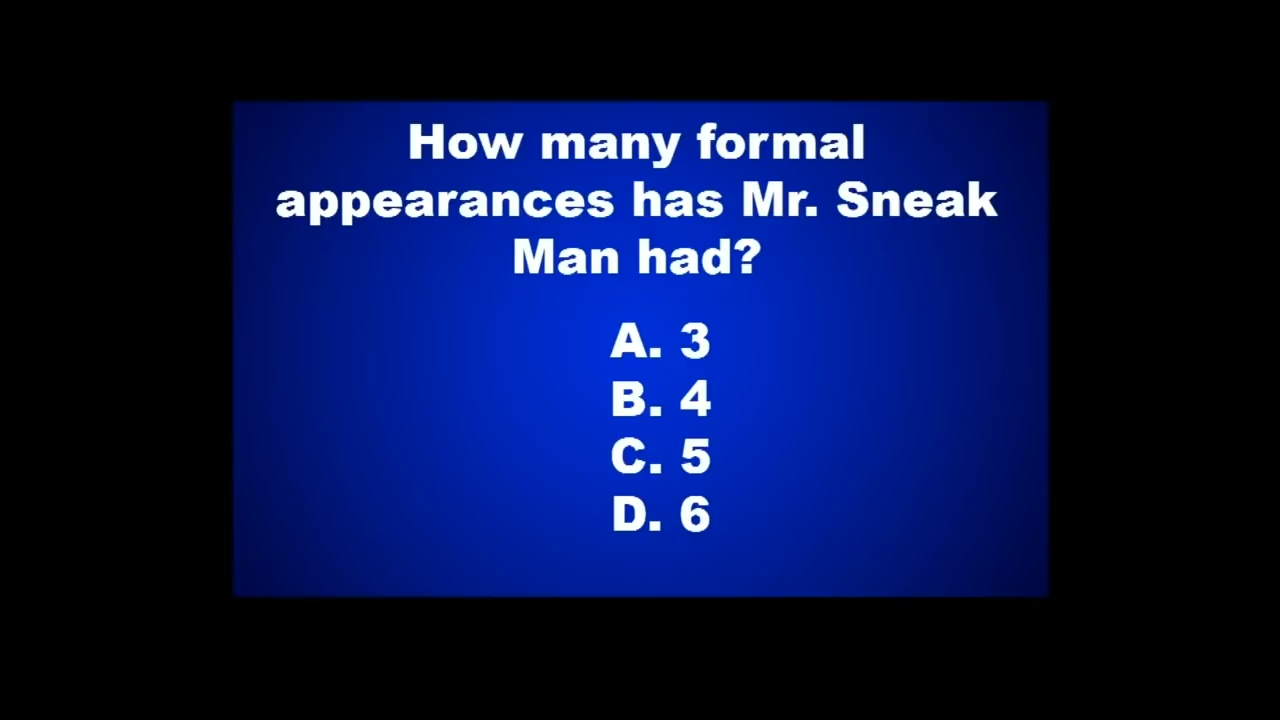 How many formal
appearances has Mr. Sneak
Man had?
A. 3
B. 4
C. 5
D. 6